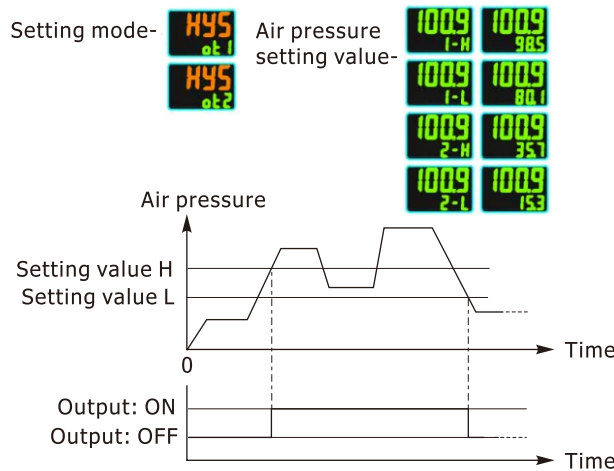 Setting mode-
HYS
ot1
HYS
ot2
Air pressure
setting value-
100.9
1-H
100.9
98.5
100.9
1-L
100.9
80.1
100.9
2-H
100.9
35.7
100.9
2-L
100.9
15.3
Air pressure
Setting value H
Setting value L
0
Time
Output: ON
Output: OFF
Time